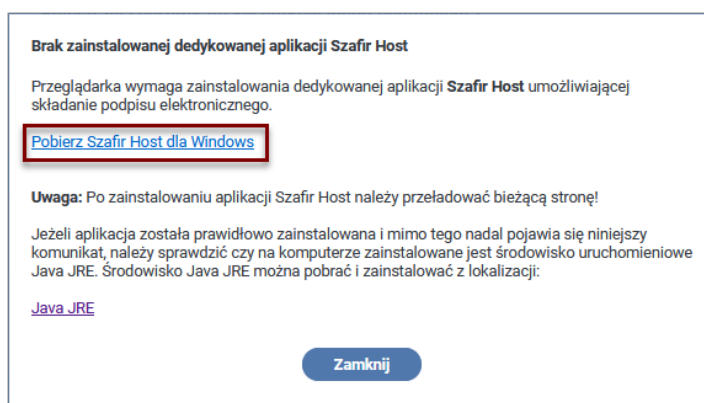 Brak zainstalowanej dedykowanej aplikacji Szafir Host
Przeglądarka wymaga zainstalowania dedykowanej aplikacji Szafir Host umożliwiającej
składanie podpisu elektronicznego.
Pobierz Szafir Host dla Windows
Uwaga: Po zainstalowaniu aplikacji Szafir Host należy przeładować bieżącą stronę!
Jeżeli aplikacja została prawidłowo zainstalowana i mimo tego nadal pojawia się niniejszy
komunikat, należy sprawdzić czy na komputerze zainstalowane jest środowisko uruchomieniowe
Java JRE. Środowisko Java JRE można pobrać i zainstalować z lokalizacji:
Java JRE
Zamknij